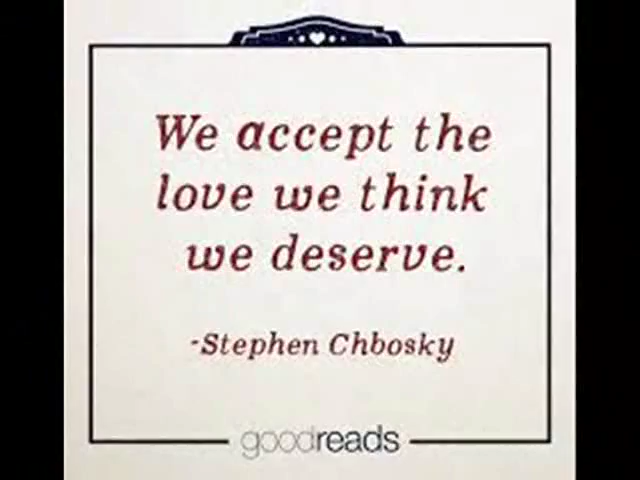 We accept the
love we think
we deserve.
-Stephen Chbosky
goodreads